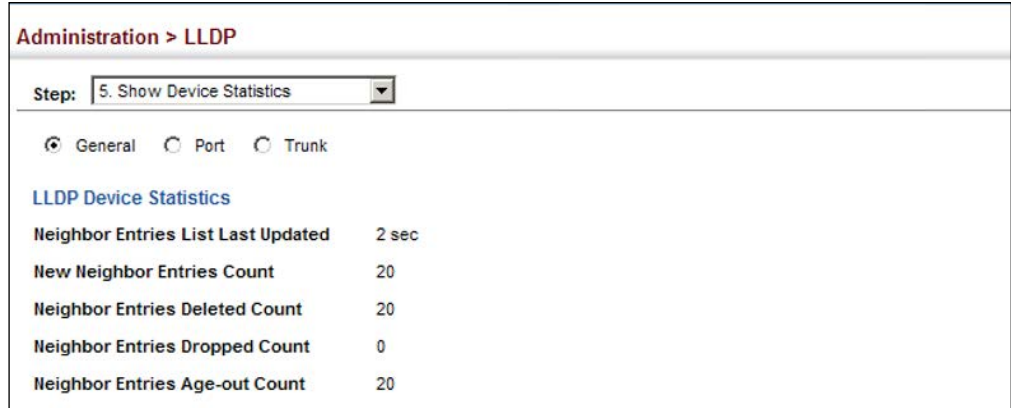 Administration > LLDP
Step: 5. Show Device Statistics
General Port Trunk
LLDP Device Statistics
Neighbor Entries List Last Updated 2 sec
New Neighbor Entries Count 20
Neighbor Entries Deleted Count 20
Neighbor Entries Dropped Count 0
Neighbor Entries Age-out Count 20